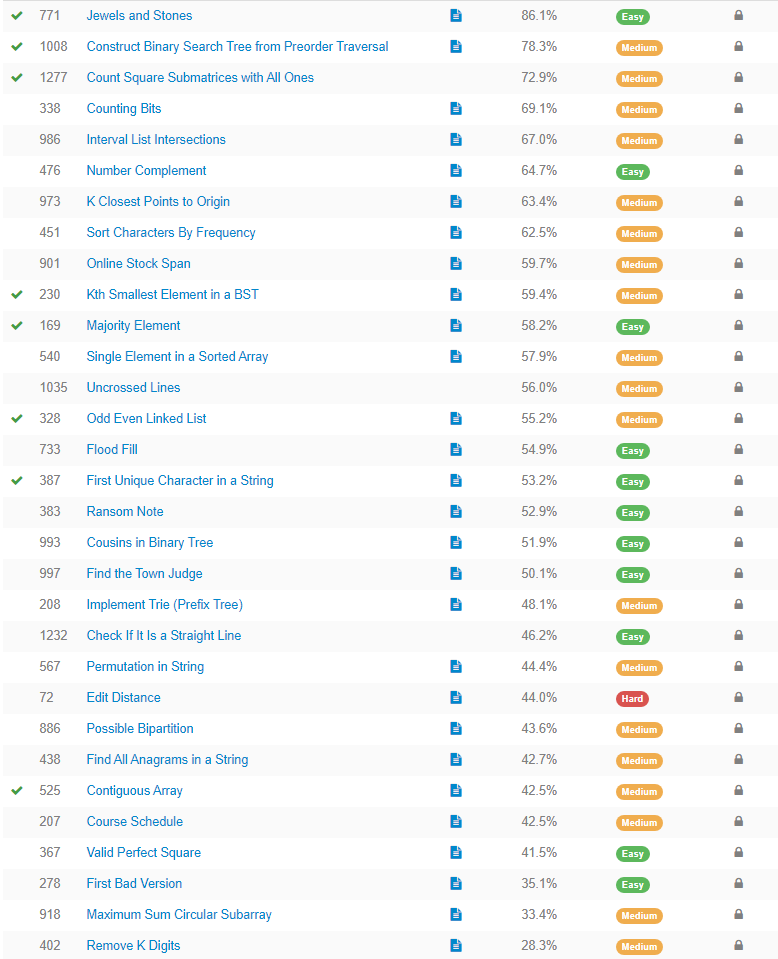 771 Jewels and Stones 86.1% Easy
1008 Construct Binary Search Tree from Preorder Traversal 78.3% Medium
1277 Count Square Submatrices with All Ones 72.9% Medium
338 Counting Bits 69.1% Medium
986 Interval List Intersections 67.0% Medium
476 Number Complement 64.7% Easy
973 K Closest Points to Origin 63.4% Medium
451 Sort Characters By Frequency 62.5% Medium
901 Online Stock Span 59.7% Medium
230 Kth Smallest Element in a BST 59.4% Medium
169 Majority Element 58.2% Easy
540 Single Element in a Sorted Array 57.9% Medium
1035 Uncrossed Lines 56.0% Medium
328 Odd Even Linked List 55.2% Medium
733 Flood Fill 54.9% Easy
387 First Unique Character in a String 53.2% Easy
383 Ransom Note 52.9% Easy
993 Cousins in Binary Tree 51.9% Easy
997 Find the Town Judge 50.1% Easy
208 Implement Trie (Prefix Tree) 48.1% Medium
1232 Check If It Is a Straight Line 46.2% Easy
567 Permutation in String 44.4% Medium
72 Edit Distance 44.0% Hard
886 Possible Bipartition 43.6% Medium
438 Find All Anagrams in a String 42.7% Medium
525 Contiguous Array 42.5% Medium
207 Course Schedule 42.5% Medium
367 Valid Perfect Square 41.5% Easy
278 First Bad Version 35.1% Easy
918 Maximum Sum Circular Subarray 33.4% Medium
402 Remove K Digits 28.3% Medium